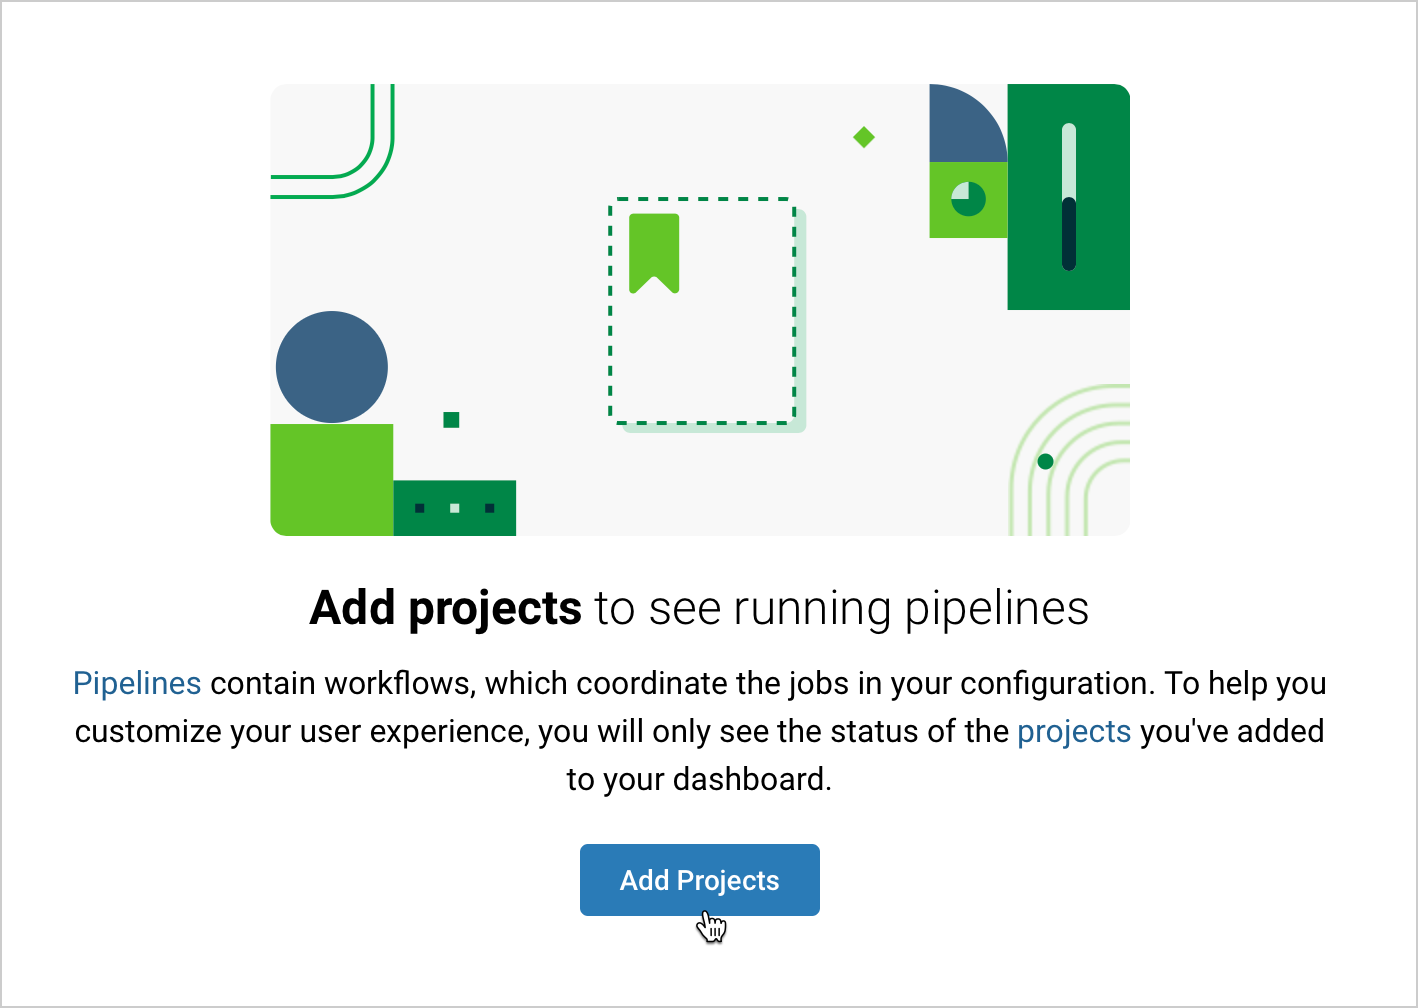 Add projects to see running pipelines
Pipelines contain workflows, which coordinate the jobs in your configuration. To help you
customize your user experience, you will only see the status of the projects you've added
to your dashboard.
Add Projects